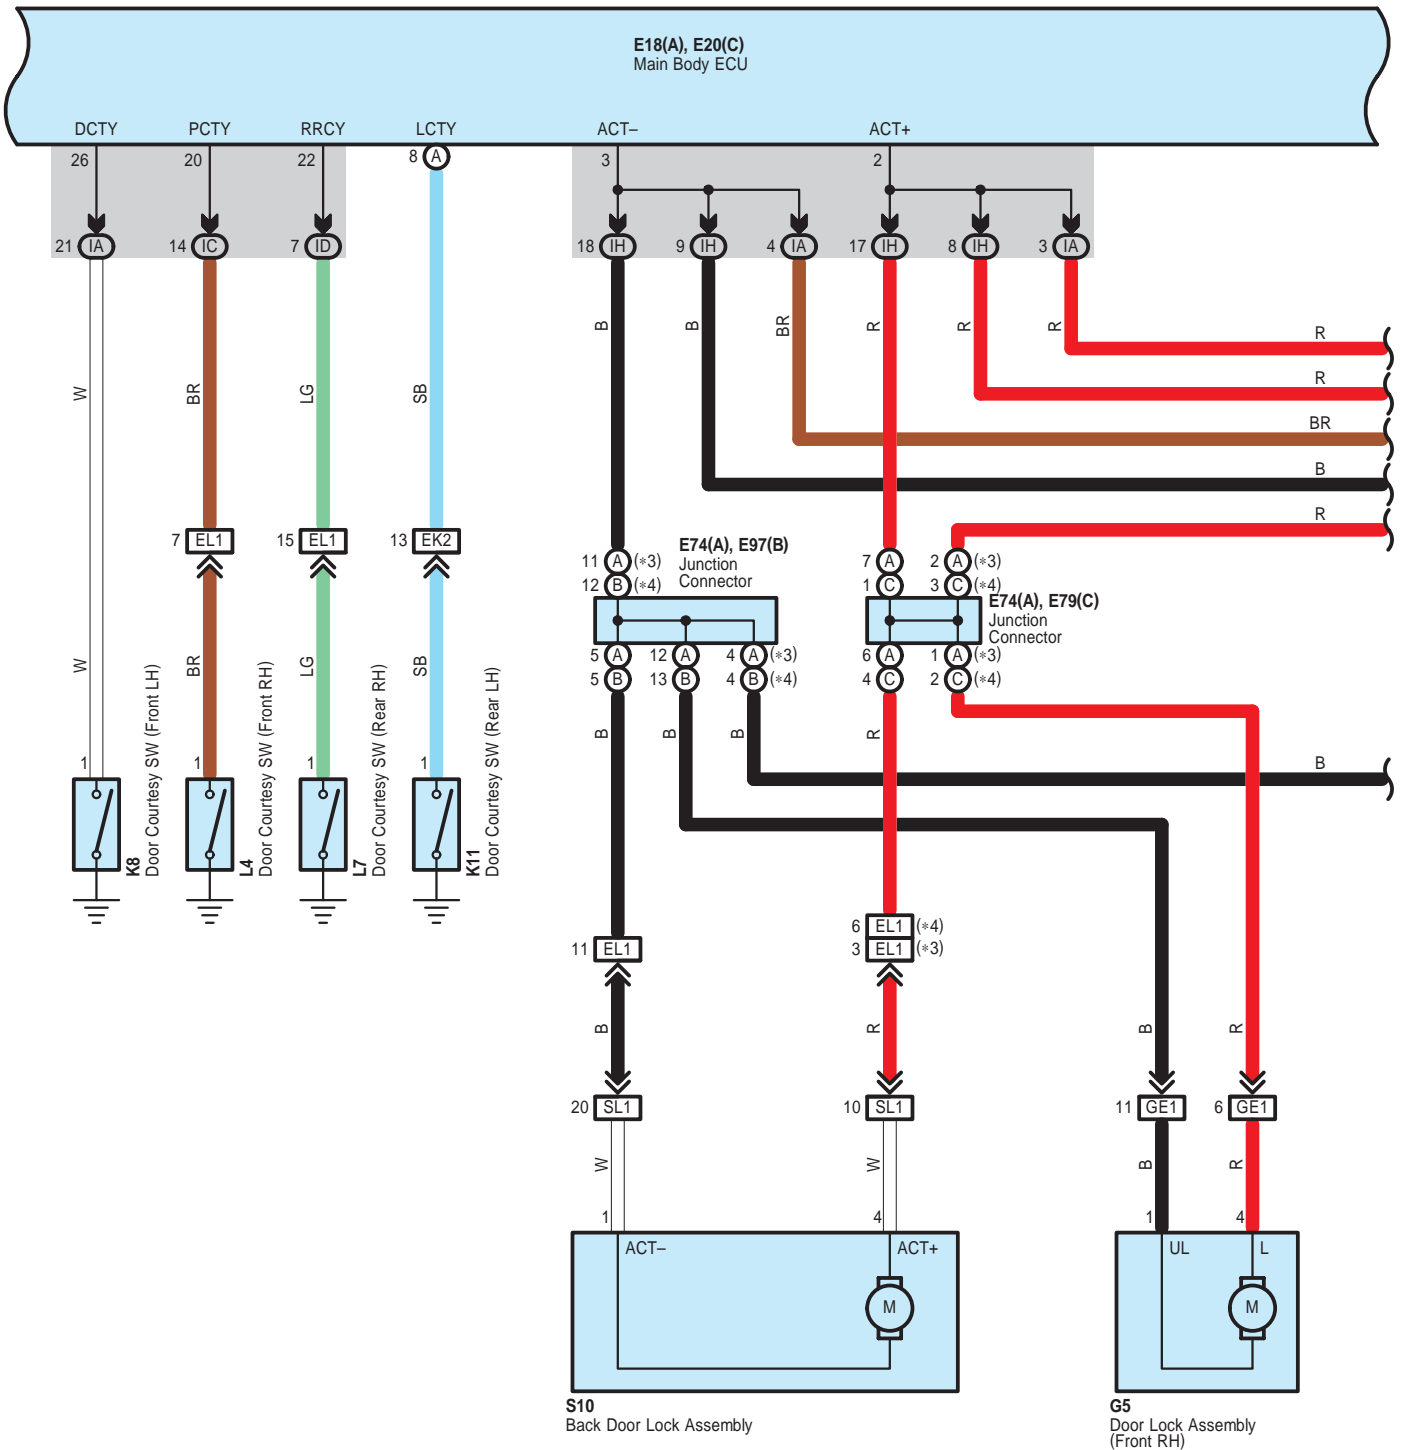 E18(A), E20(C)
Main Body ECU
DCTY PCTY RRCY LCTY ACT– ACT+
26 20 22 8 A 3 2
21 IA 14 IC 7 ID 18 IH 9 IH 4 IA 17 IH 8 IH 3 IA
B B BR R R R
R
R
BR
B
R
W BR LG SB
7 EL1 15 EL1 13 EK2
E74(A), E97(B)
Junction
Connector
11 A (∗3)
12 B (∗4)
7 A 2 A (∗3)
1 C 3 C (∗4)
E74(A), E79(C)
Junction
Connector
5 A 12 A 4 A (∗3)
5 B 13 B 4 B (∗4)
6 A 1 A (∗3)
4 C 2 C (∗4)
W BR LG SB
B B B R
B
1 1 1 1
K8
Door Courtesy SW (Front LH)
L4
Door Courtesy SW (Front RH)
L7
Door Courtesy SW (Rear RH)
K11
Door Courtesy SW (Rear LH)
6 EL1 (∗4)
11 EL1 3 EL1 (∗3)
B R B R
20 SL1 10 SL1 11 GE1 6 GE1
W W B R
1 4 1 4
ACT– ACT+ UL L
M M
S10
Back Door Lock Assembly
G5
Door Lock Assembly
(Front RH)